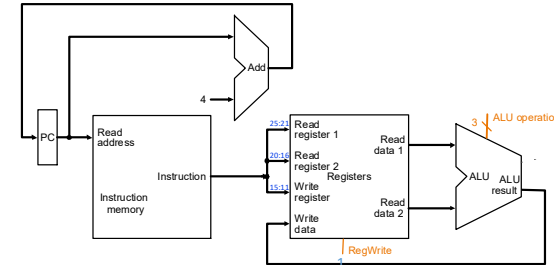 Add
4
PC
Read
address
Instruction
Instruction
memory
25:21
Read
register 1
20:16
Read
register 2
15:11
Write
register
Write
data
Registers
Read
data 1
Read
data 2
RegWrite
1
3
ALU operatio
ALU
ALU
result